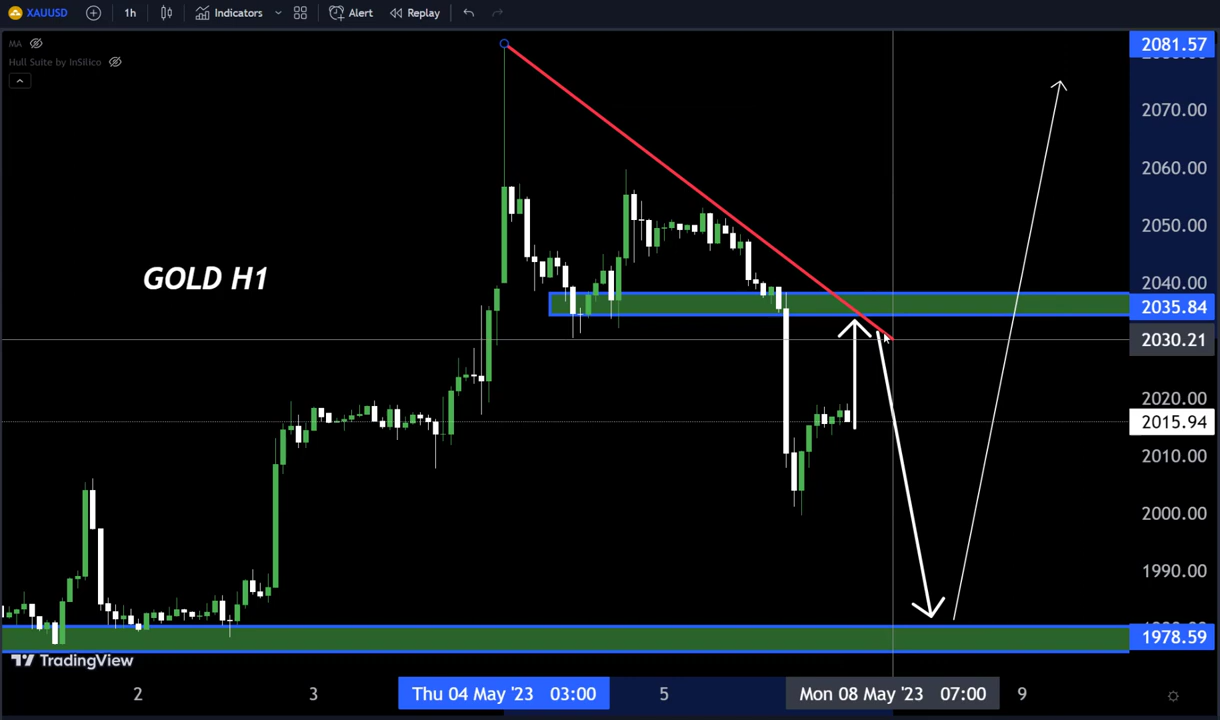 XAUUSD 1h Indicators Alert Replay
MA
Hull Suite by InSilico
GOLD H1
2081.57
2070.00
2060.00
2050.00
2040.00
2035.84
2030.21
2020.00
2015.94
2010.00
2000.00
1990.00
1978.59
TradingView
2 3 Thu 04 May '23 03:00 5 Mon 08 May '23 07:00 9